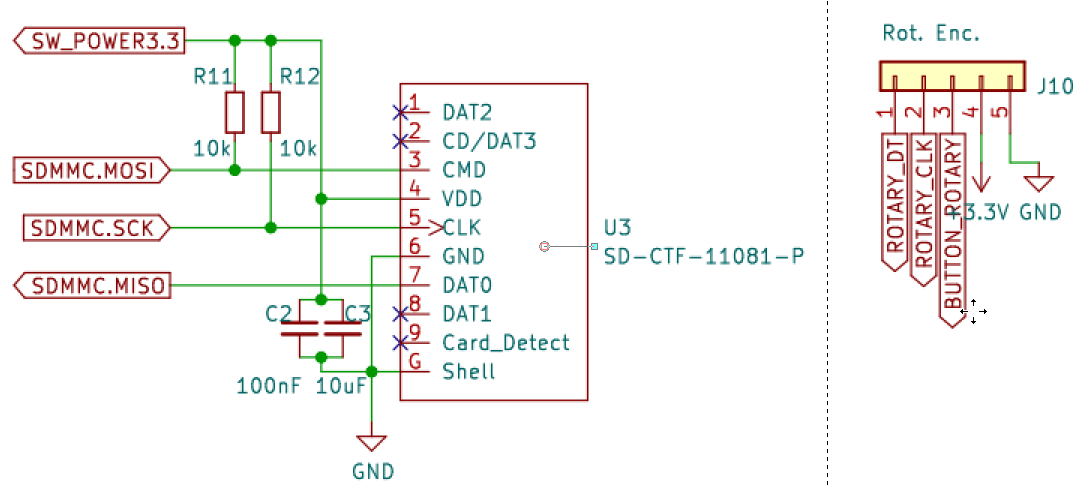 SW_POWER3.3
R11
R12
10k
10k
SDMMC.MOSI
SDMMC.SCK
SDMMC.MISO
C2
C3
100nF
10uF
GND
1
DAT2
2
CD/DAT3
3
CMD
4
VDD
5
CLK
6
GND
7
DAT0
8
DAT1
9
Card_Detect
G
Shell
U3
SD-CTF-11081-P
Rot. Enc.
J10
1
2
3
4
5
ROTARY_DT
ROTARY_CLK
BUTTON_ROTARY
+3.3V
GND